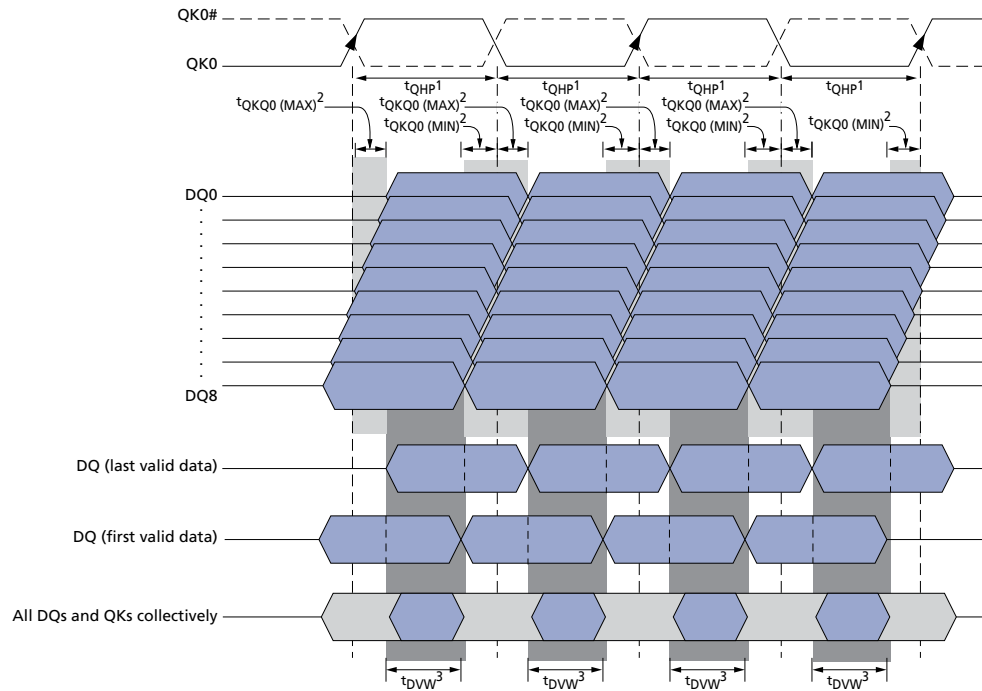 QK0#
QK0
tQHP1 tQHP1 tQHP1 tQHP1
tQKQ0 (MAX)2 tQKQ0 (MAX)2 tQKQ0 (MAX)2 tQKQ0 (MAX)2
tQKQ0 (MIN)2 tQKQ0 (MIN)2 tQKQ0 (MIN)2 tQKQ0 (MIN)2
DQ0
DQ8
DQ (last valid data)
DQ (first valid data)
All DQs and QKs collectively
tDVW3 tDVW3 tDVW3 tDVW3